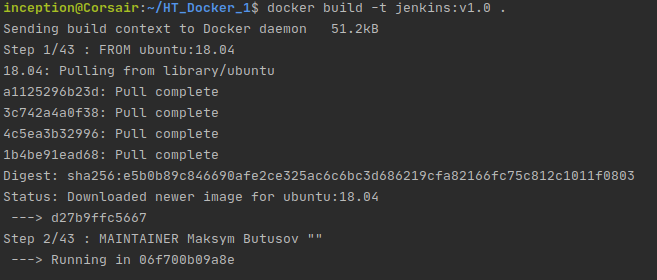 inception@Corsair:~/HT_Docker_1$ docker build -t jenkins:v1.0 .
Sending build context to Docker daemon   51.2kB
Step 1/43 : FROM ubuntu:18.04
18.04: Pulling from library/ubuntu
a1125296b23d: Pull complete
3c742a4a0f38: Pull complete
4c5ea3b32996: Pull complete
1b4be91ead68: Pull complete
Digest: sha256:e5b0b89c846690afe2ce325ac6c6bc3d686219cfa82166fc75c812c1011f0803
Status: Downloaded newer image for ubuntu:18.04
 ---> d27b9ffc5667
Step 2/43 : MAINTAINER Maksym Butusov ""
 ---> Running in 06f700b09a8e